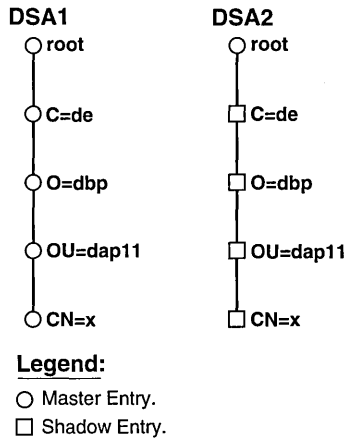 DSA1 DSA2
root root
C=de C=de
O=dbp O=dbp
OU=dap11 OU=dap11
CN=x CN=x
Legend:
Master Entry.
Shadow Entry.